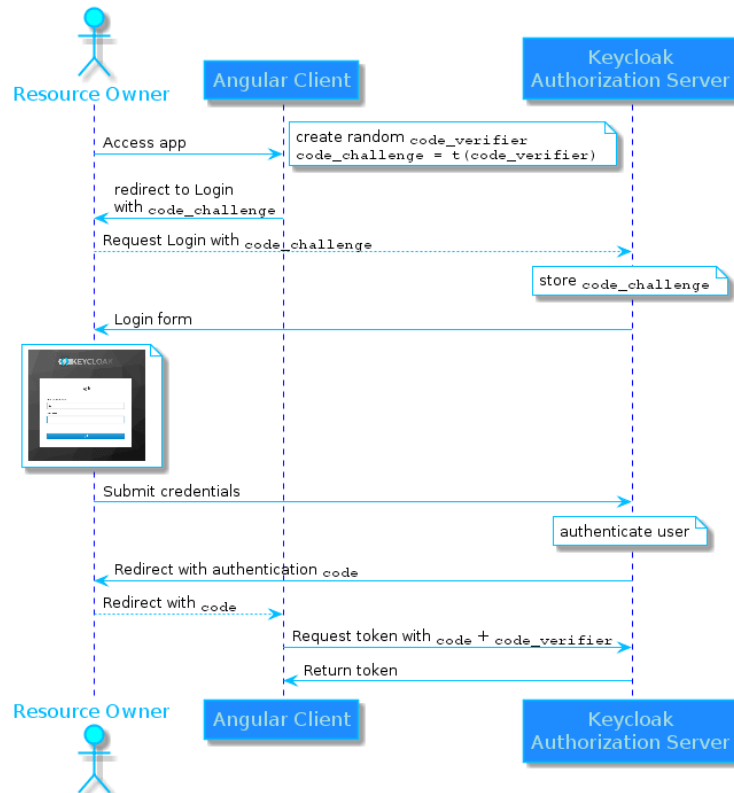 Resource Owner
Angular Client
Keycloak
Authorization Server
Access app
create random code_verifier
code_challenge = t(code_verifier)
redirect to Login
with code_challenge
Request Login with code_challenge
store code_challenge
Login form
KEYCLOAK
Submit credentials
authenticate user
Redirect with authentication code
Redirect with code
Request token with code + code_verifier
Return token
Resource Owner
Angular Client
Keycloak
Authorization Server